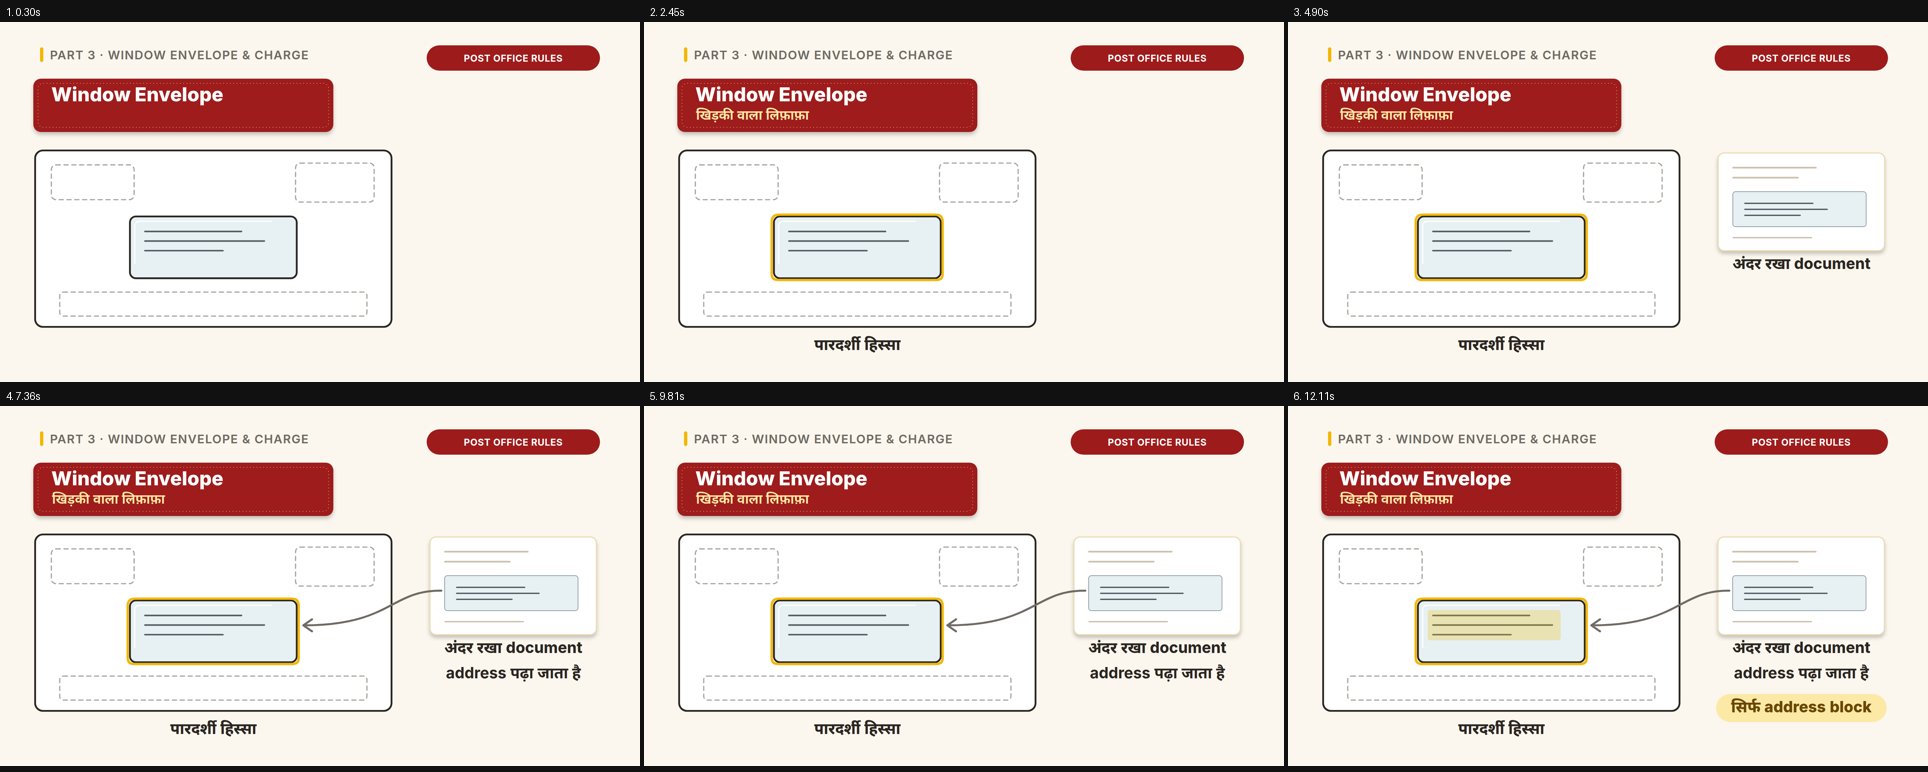 1. 0.30s
PART 3 · WINDOW ENVELOPE & CHARGE
POST OFFICE RULES
Window Envelope
2. 2.45s
PART 3 · WINDOW ENVELOPE & CHARGE
POST OFFICE RULES
Window Envelope
खिड़की वाला लिफ़ाफ़ा
पारदर्शी हिस्सा
3. 4.90s
PART 3 · WINDOW ENVELOPE & CHARGE
POST OFFICE RULES
Window Envelope
खिड़की वाला लिफ़ाफ़ा
अंदर रखा document
पारदर्शी हिस्सा
4. 7.36s
PART 3 · WINDOW ENVELOPE & CHARGE
POST OFFICE RULES
Window Envelope
खिड़की वाला लिफ़ाफ़ा
अंदर रखा document
address पढ़ा जाता है
पारदर्शी हिस्सा
5. 9.81s
PART 3 · WINDOW ENVELOPE & CHARGE
POST OFFICE RULES
Window Envelope
खिड़की वाला लिफ़ाफ़ा
अंदर रखा document
address पढ़ा जाता है
पारदर्शी हिस्सा
6. 12.11s
PART 3 · WINDOW ENVELOPE & CHARGE
POST OFFICE RULES
Window Envelope
खिड़की वाला लिफ़ाफ़ा
अंदर रखा document
address पढ़ा जाता है
सिर्फ address block
पारदर्शी हिस्सा